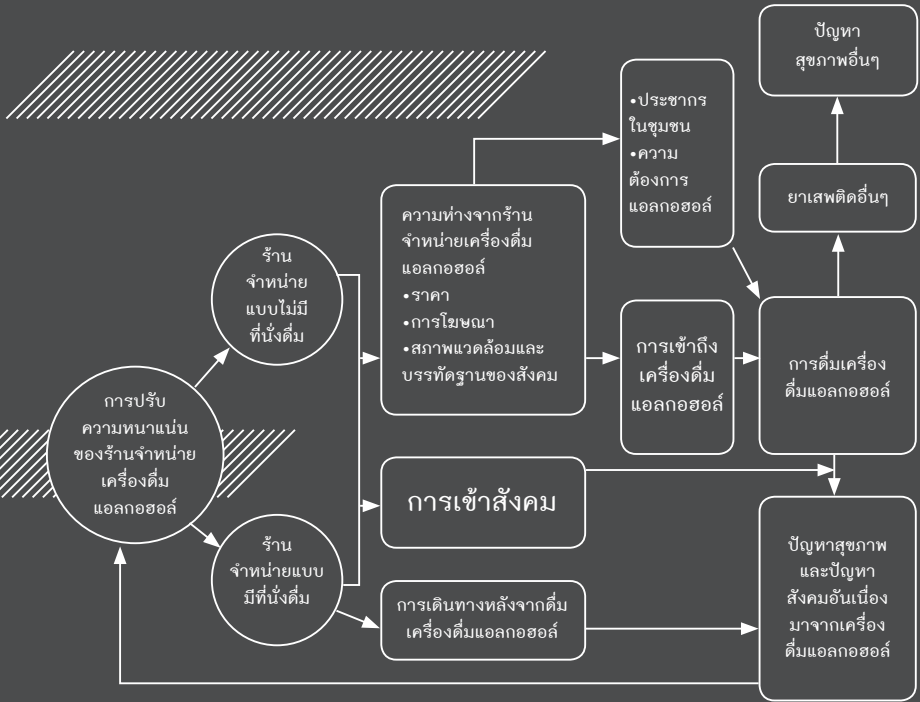 การปรับ
ความหนาแน่น
ของร้านจำหน่าย
เครื่องดื่ม
แอลกอฮอล์
ร้าน
จำหน่าย
แบบไม่มี
ที่นั่งดื่ม
ร้าน
จำหน่ายแบบ
มีที่นั่งดื่ม
ความห่างจากร้าน
จำหน่ายเครื่องดื่ม
แอลกอฮอล์
•ราคา
•การโฆษณา
•สภาพแวดล้อมและ
บรรทัดฐานของสังคม
การเข้าสังคม
การเดินทางหลังจากดื่ม
เครื่องดื่มแอลกอฮอล์
•ประชากร
ในชุมชน
•ความ
ต้องการ
แอลกอฮอล์
การเข้าถึง
เครื่องดื่ม
แอลกอฮอล์
ปัญหา
สุขภาพอื่นๆ
ยาเสพติดอื่นๆ
การดื่มเครื่อง
ดื่มแอลกอฮอล์
ปัญหาสุขภาพ
และปัญหา
สังคมอันเนื่อง
มาจากเครื่อง
ดื่มแอลกอฮอล์